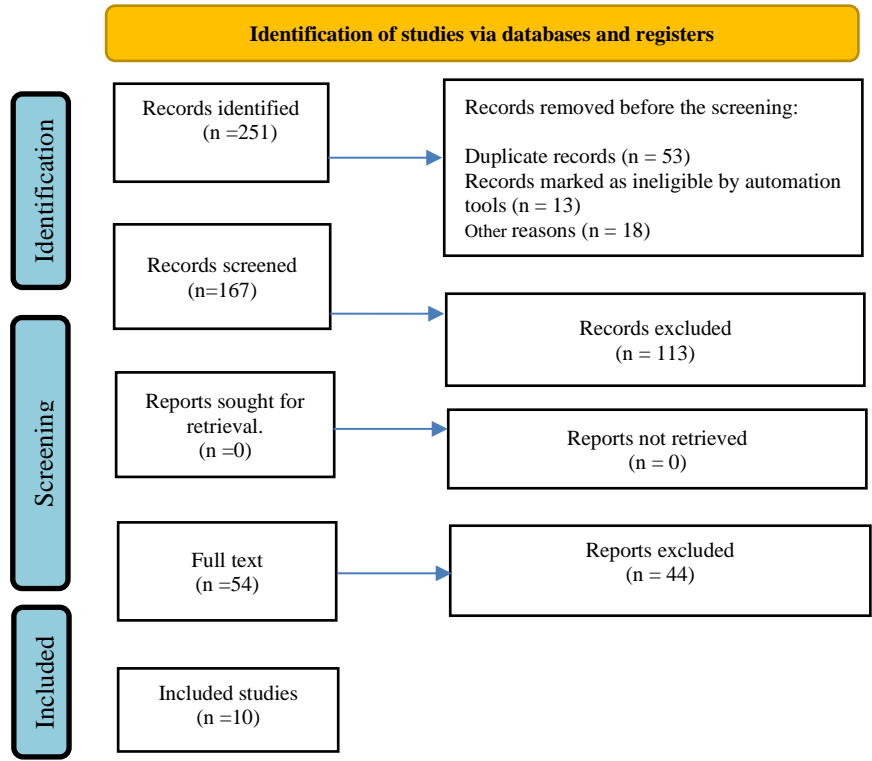 Identification of studies via databases and registers
Identification
Records identified
(n =251)
Records removed before the screening:
Duplicate records (n = 53)
Records marked as ineligible by automation
tools (n = 13)
Other reasons (n = 18)
Records screened
(n=167)
Records excluded
(n = 113)
Screening
Reports sought for
retrieval.
(n =0)
Reports not retrieved
(n = 0)
Full text
(n =54)
Reports excluded
(n = 44)
Included
Included studies
(n =10)